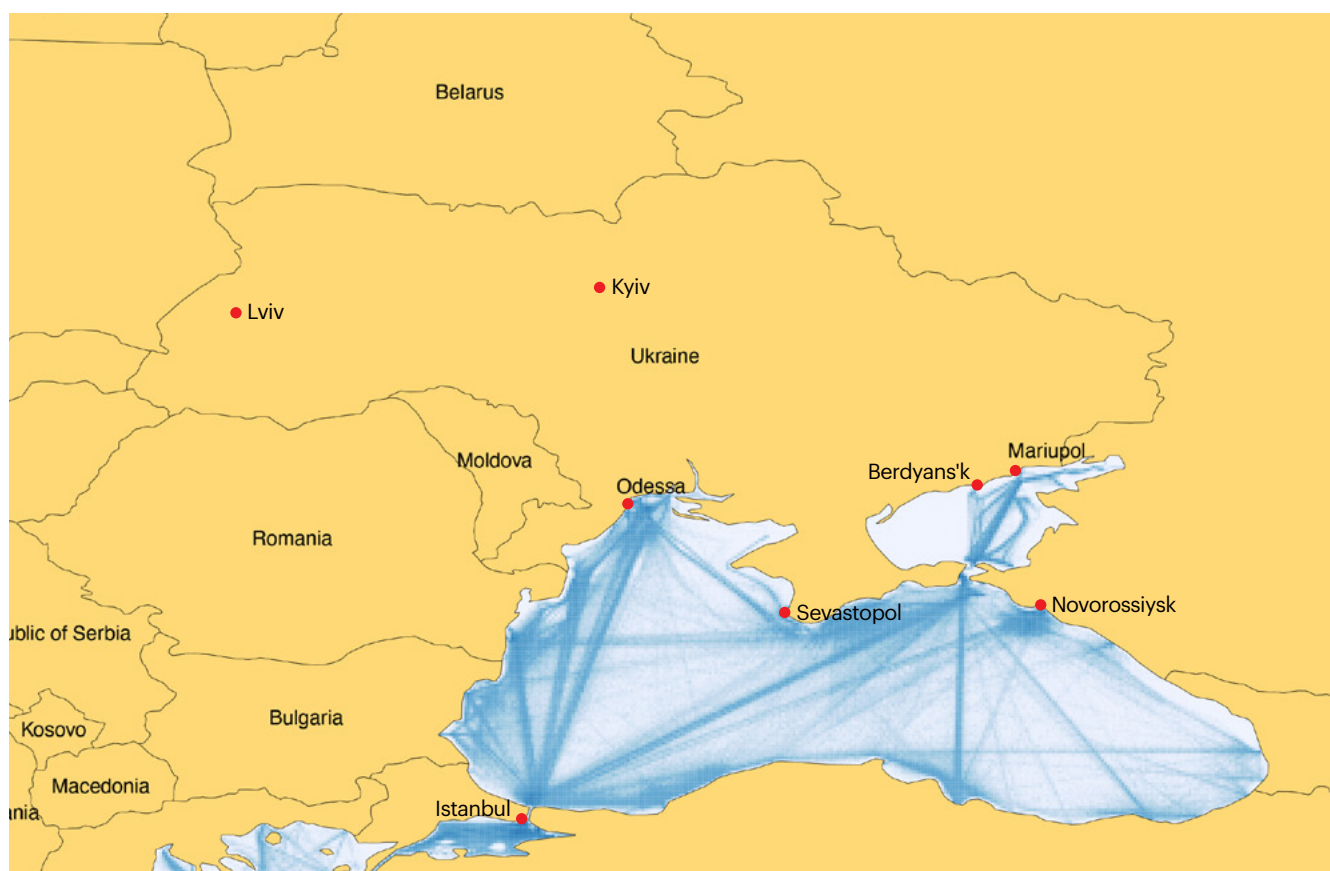 Belarus
Kyiv
Lviv
Ukraine
Mariupol
Moldova
Berdyans'k
Odessa
Romania
Novorossiysk
Sevastopol
ublic of Serbia
Bulgaria
Kosovo
Macedonia
Istanbul
ania